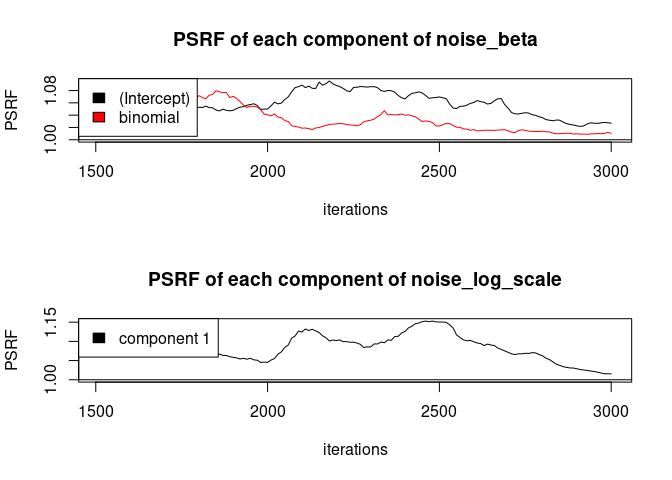 PSRF of each component of noise_beta
PSRF
1.08
1.00
(Intercept)
binomial
1500 2000 2500 3000
iterations
PSRF of each component of noise_log_scale
PSRF
1.15
1.00
component 1
1500 2000 2500 3000
iterations